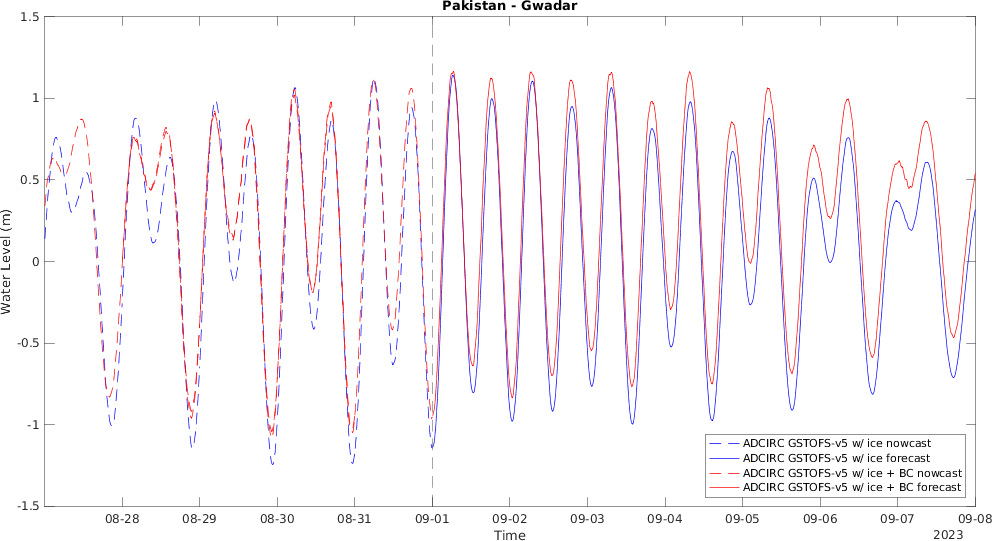 Pakistan - Gwadar
1.5
1
0.5
0
-0.5
-1
-1.5
Water Level (m)
ADCIRC GSTOFS-v5 w/ ice nowcast
ADCIRC GSTOFS-v5 w/ ice forecast
ADCIRC GSTOFS-v5 w/ ice + BC nowcast
ADCIRC GSTOFS-v5 w/ ice + BC forecast
08-28 08-29 08-30 08-31 09-01 09-02 09-03 09-04 09-05 09-06 09-07 09-08
Time
2023